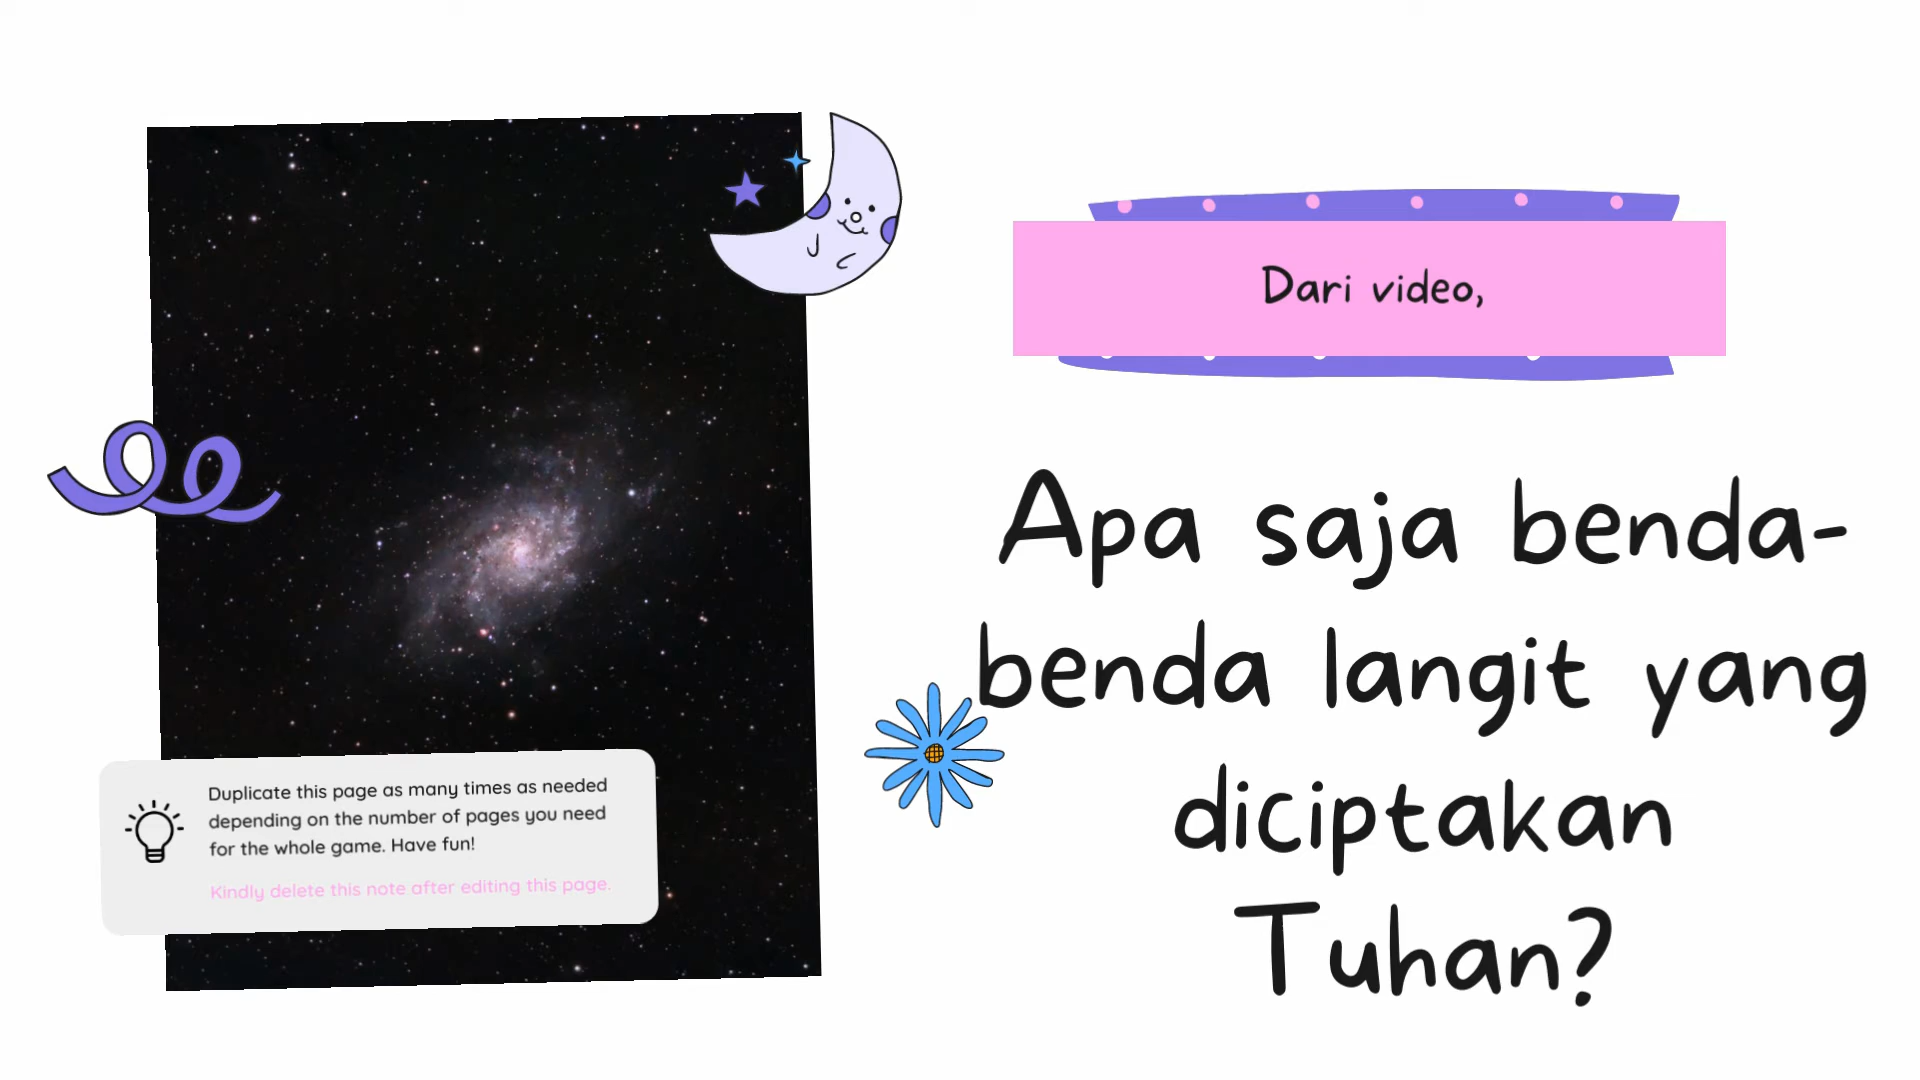 Dari video,
Apa saja benda-
benda langit yang
diciptakan
Tuhan?
Duplicate this page as many times as needed
depending on the number of pages you need
for the whole game. Have fun!
Kindly delete this note after editing this page.